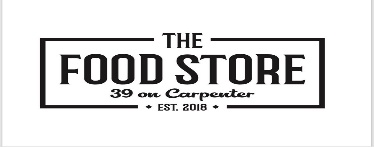 THE
FOOD STORE
39 on Carpenter
EST. 2018